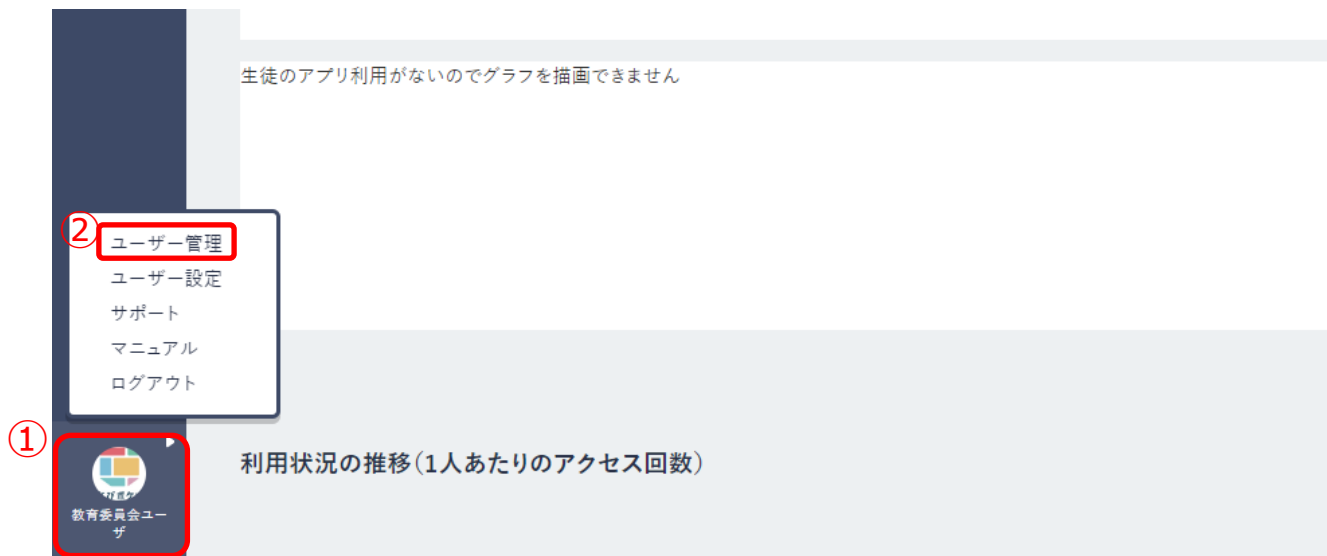 生徒のアプリ利用がないのでグラフを描画できません
②
ユーザー管理
ユーザー設定
サポート
マニュアル
ログアウト
①
利用状況の推移(1人あたりのアクセス回数)
教育委員会ユー
ザ